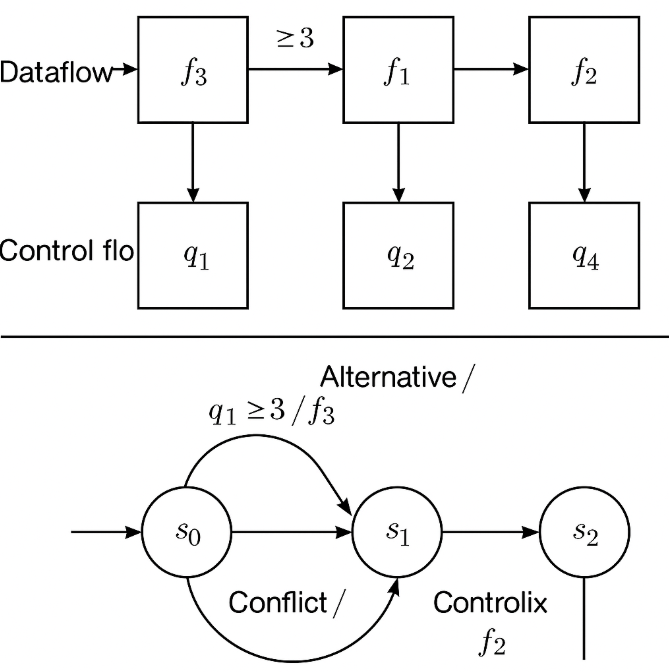 ≥3
Dataflow f₃ f₁ f₂
Control flo q₁ q₂ q₄
Alternative /
q₁ ≥3 / f₃
s₀ s₁ s₂
Conflict / Controlix
f₂